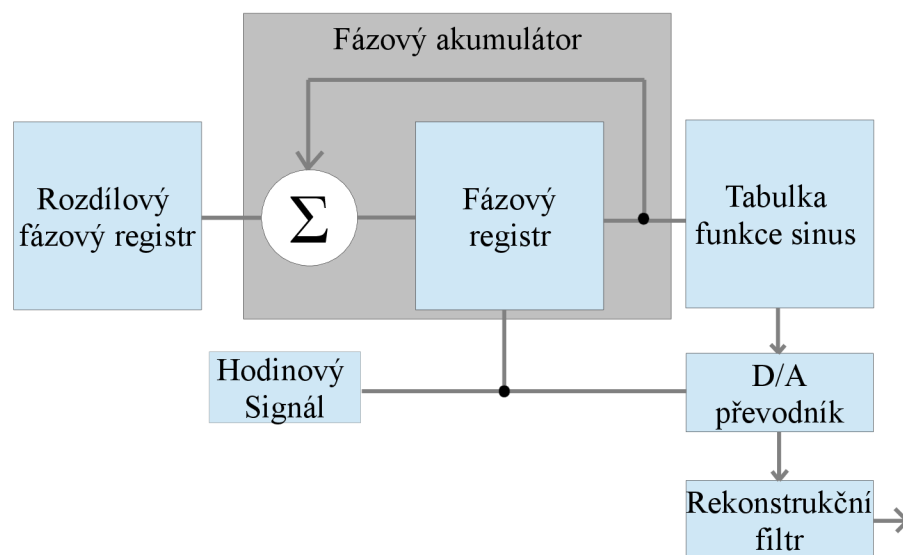 Fázový akumulátor
Rozdílový
fázový registr
Σ
Fázový
registr
Tabulka
funkce sinus
Hodinový
Signál
D/A
převodník
Rekonstrukční
filtr